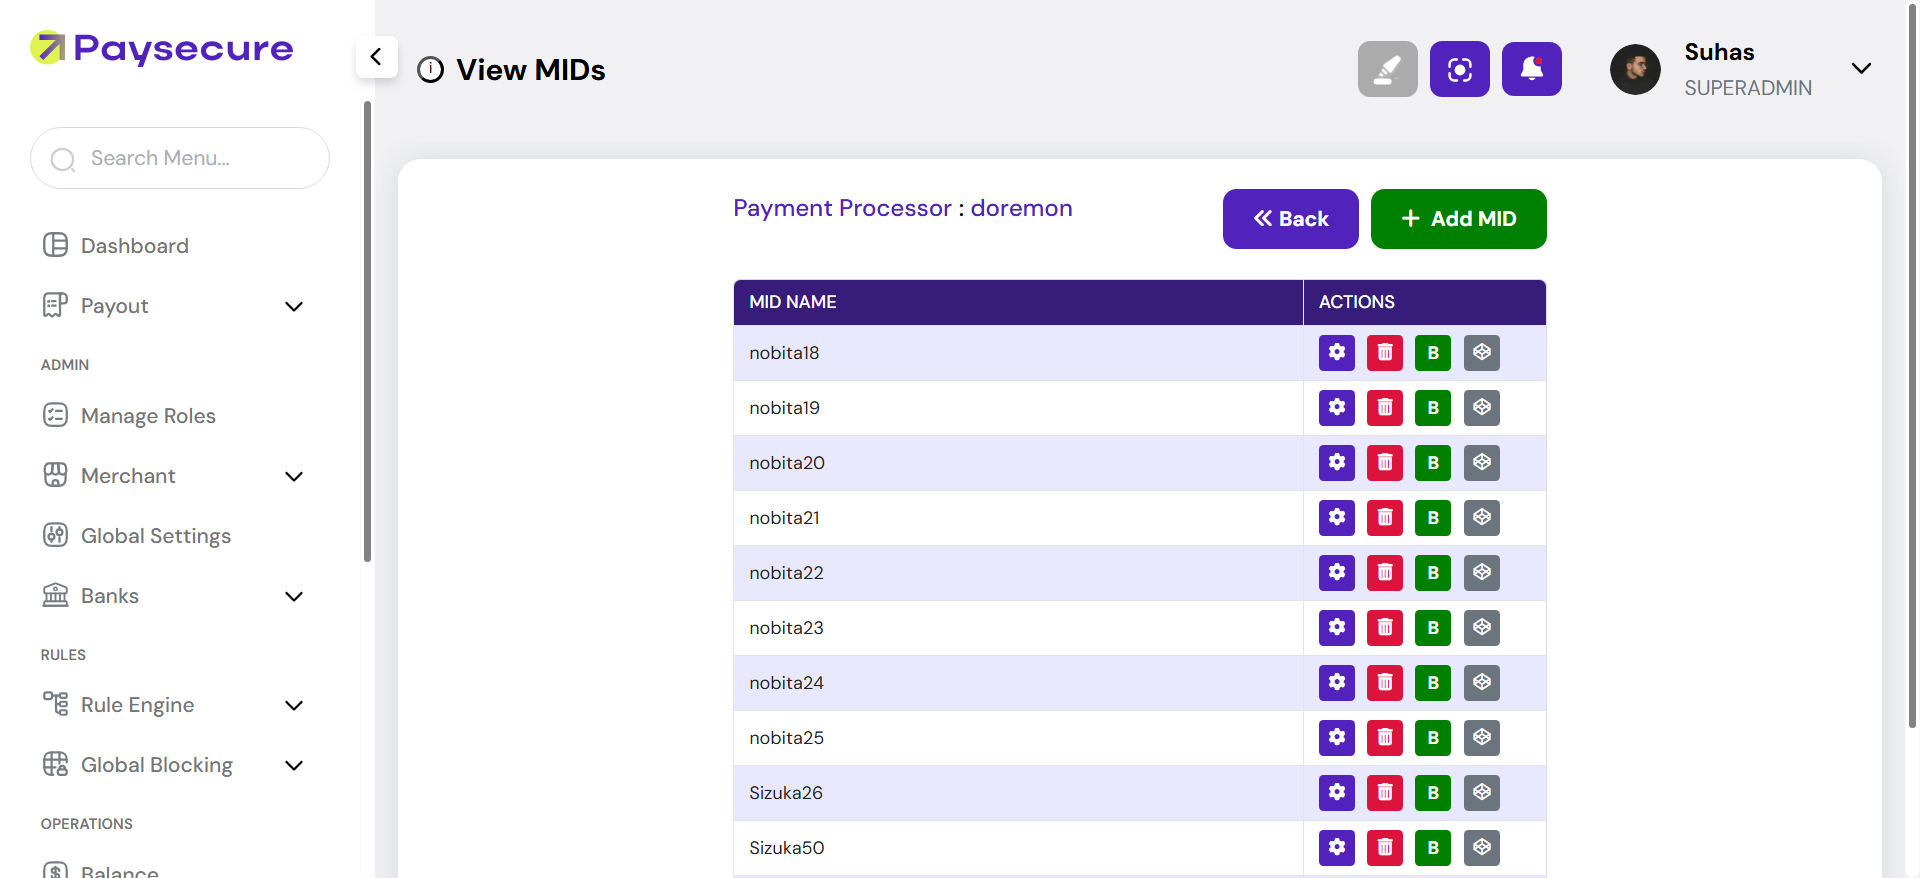 Paysecure
Search Menu...
Dashboard
Payout
ADMIN
Manage Roles
Merchant
Global Settings
Banks
RULES
Rule Engine
Global Blocking
OPERATIONS
Balance
View MIDs
Suhas
SUPERADMIN
Payment Processor : doremon
Back
Add MID
MID NAME ACTIONS
nobita18 B
nobita19 B
nobita20 B
nobita21 B
nobita22 B
nobita23 B
nobita24 B
nobita25 B
Sizuka26 B
Sizuka50 B